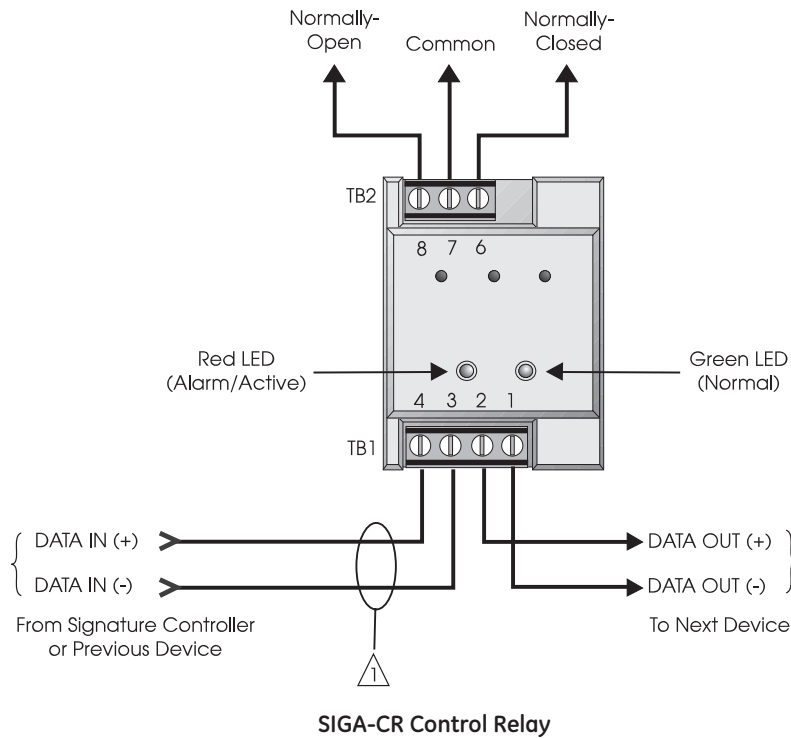 Normally-
Open
Common
Normally-
Closed
TB2
8 7 6
Red LED
(Alarm/Active)
Green LED
(Normal)
4 3 2 1
TB1
DATA IN (+)
DATA OUT (+)
DATA IN (-)
DATA OUT (-)
From Signature Controller
or Previous Device
To Next Device
1
SIGA-CR Control Relay